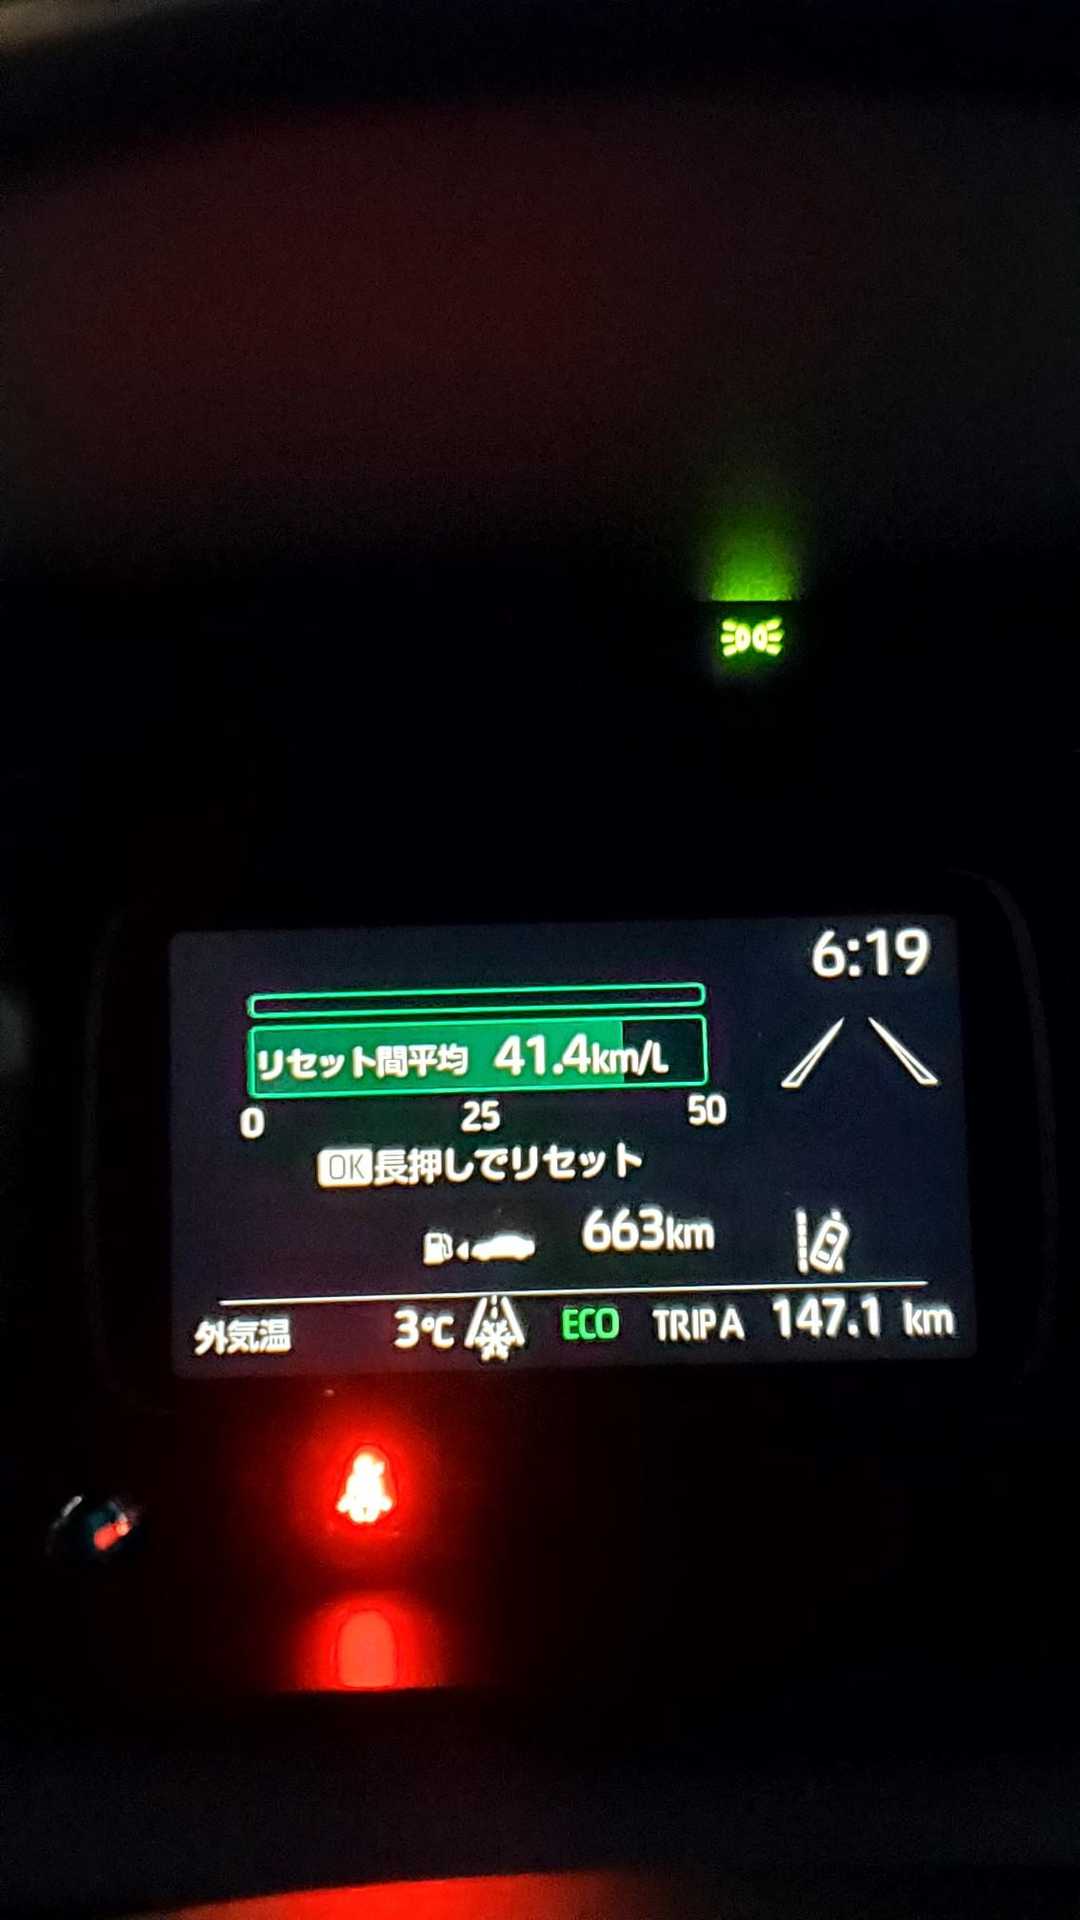 6:19
リセット間平均 41.4km/L
0 25 50
OK長押しでリセット
663km
外気温 3℃ ECO TRIP A 147.1 km